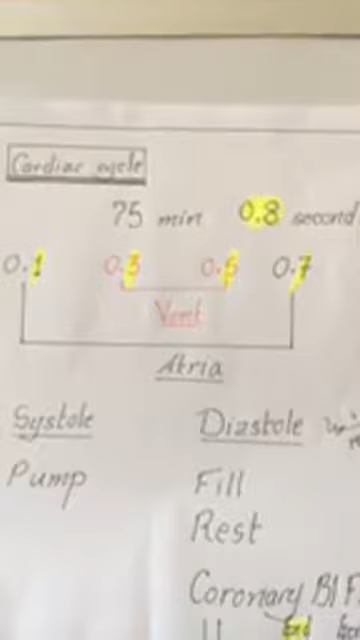 Cardiac cycle
75 min 0.8 second
0.1 0.3 0.5 0.7
Vent
Atria
Systole Diastole
Pump Fill
Rest
Coronary Bl F
End